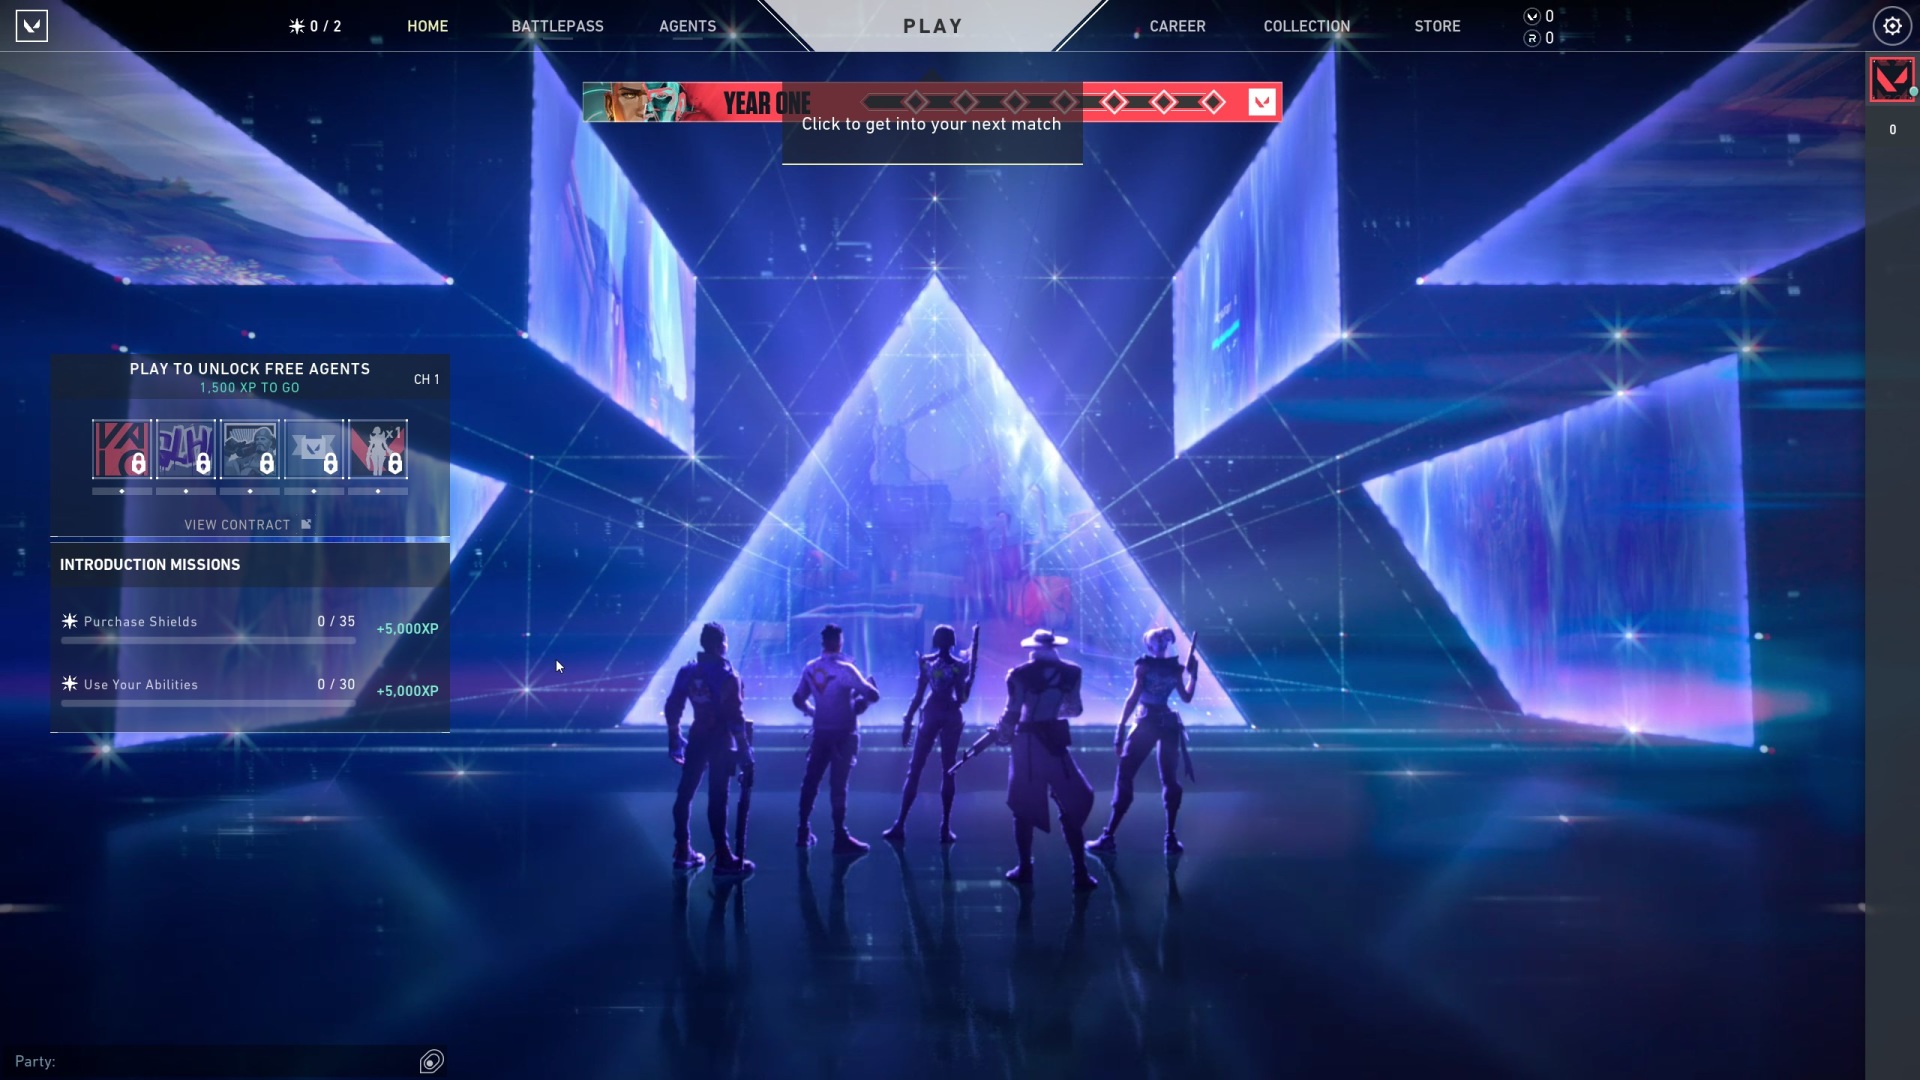 0 / 2
HOME
BATTLEPASS
AGENTS
PLAY
CAREER
COLLECTION
STORE
0
R 0
YEAR ONE
Click to get into your next match
0
PLAY TO UNLOCK FREE AGENTS
1,500 XP TO GO
CH 1
x1
VIEW CONTRACT
INTRODUCTION MISSIONS
Purchase Shields 0 / 35
+5,000XP
Use Your Abilities 0 / 30
+5,000XP
Party: